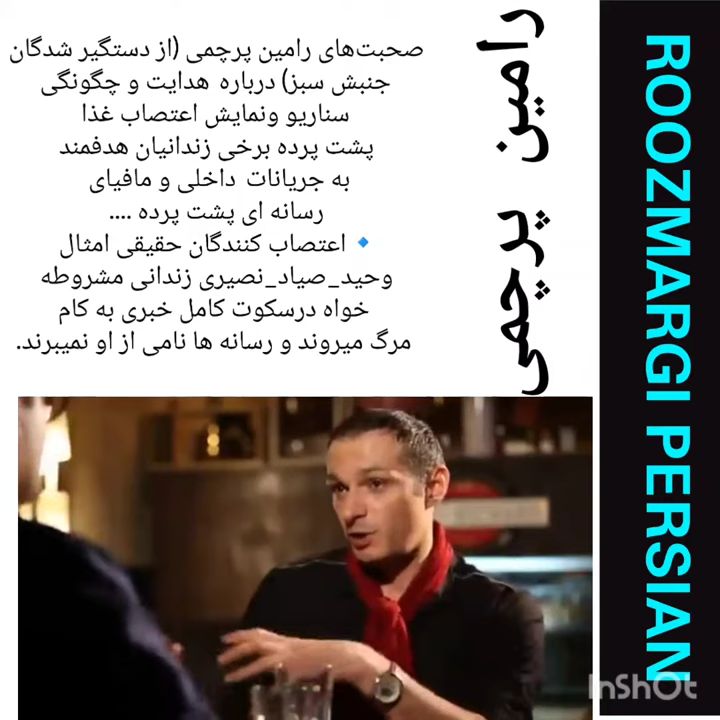 صحبت‌های رامین پرچمی (از دستگیر شدگان
جنبش سبز) درباره هدایت و چگونگی
سناریو ونمایش اعتصاب غذا
پشت پرده برخی زندانیان هدفمند
به جریانات داخلی و مافیای
رسانه ای پشت پرده ....
🔹 اعتصاب کنندگان حقیقی امثال
وحید_صیاد_نصیری زندانی مشروطه
خواه درسکوت کامل خبری به کام
مرگ میروند و رسانه ها نامی از او نمیبرند.
رامین پرچمی
ROOZMARGI PERSIAN
InShOt